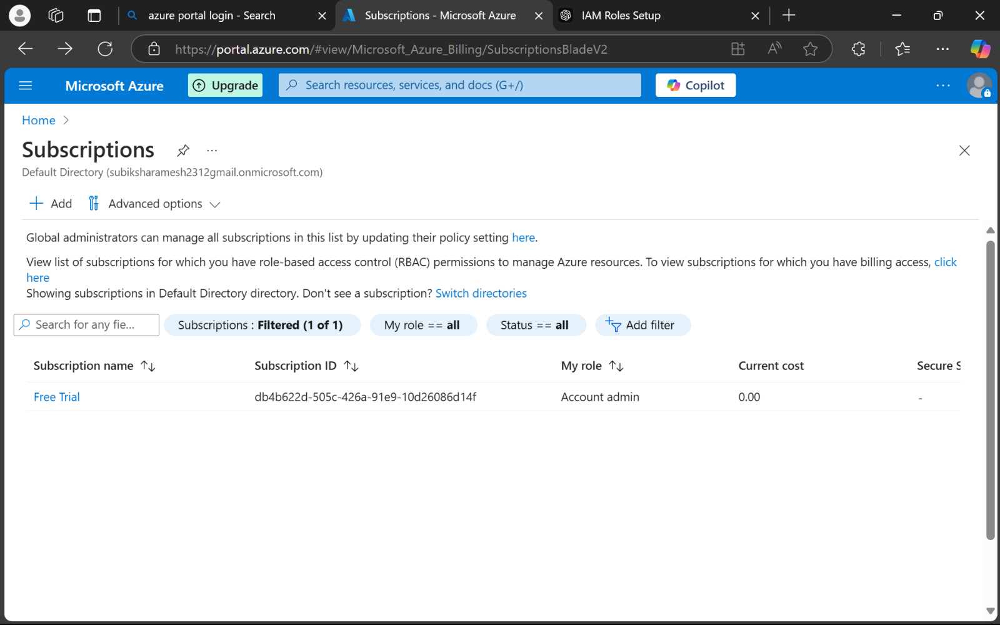 azure portal login - Search
Subscriptions - Microsoft Azure
IAM Roles Setup
https://portal.azure.com/#view/Microsoft_Azure_Billing/SubscriptionsBladeV2
Microsoft Azure
Upgrade
Search resources, services, and docs (G+/)
Copilot
Home
Subscriptions
Default Directory (subiksharamesh2312gmail.onmicrosoft.com)
Add
Advanced options
Global administrators can manage all subscriptions in this list by updating their policy setting here.
View list of subscriptions for which you have role-based access control (RBAC) permissions to manage Azure resources. To view subscriptions for which you have billing access, click
here
Showing subscriptions in Default Directory directory. Don't see a subscription? Switch directories
Search for any fie...
Subscriptions : Filtered (1 of 1)
My role == all
Status == all
Add filter
Subscription name
Subscription ID
My role
Current cost
Secure S
Free Trial
db4b622d-505c-426a-91e9-10d26086d14f
Account admin
0.00
-